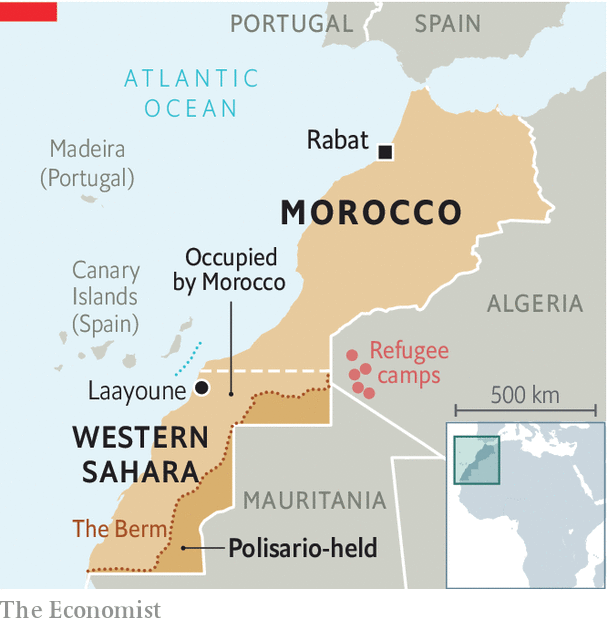 PORTUGAL
SPAIN
ATLANTIC
OCEAN
Rabat
Madeira
(Portugal)
MOROCCO
Occupied
by Morocco
Canary
Islands
(Spain)
ALGERIA
Refugee
camps
Laayoune
500 km
WESTERN
SAHARA
MAURITANIA
The Berm
Polisario-held
The Economist